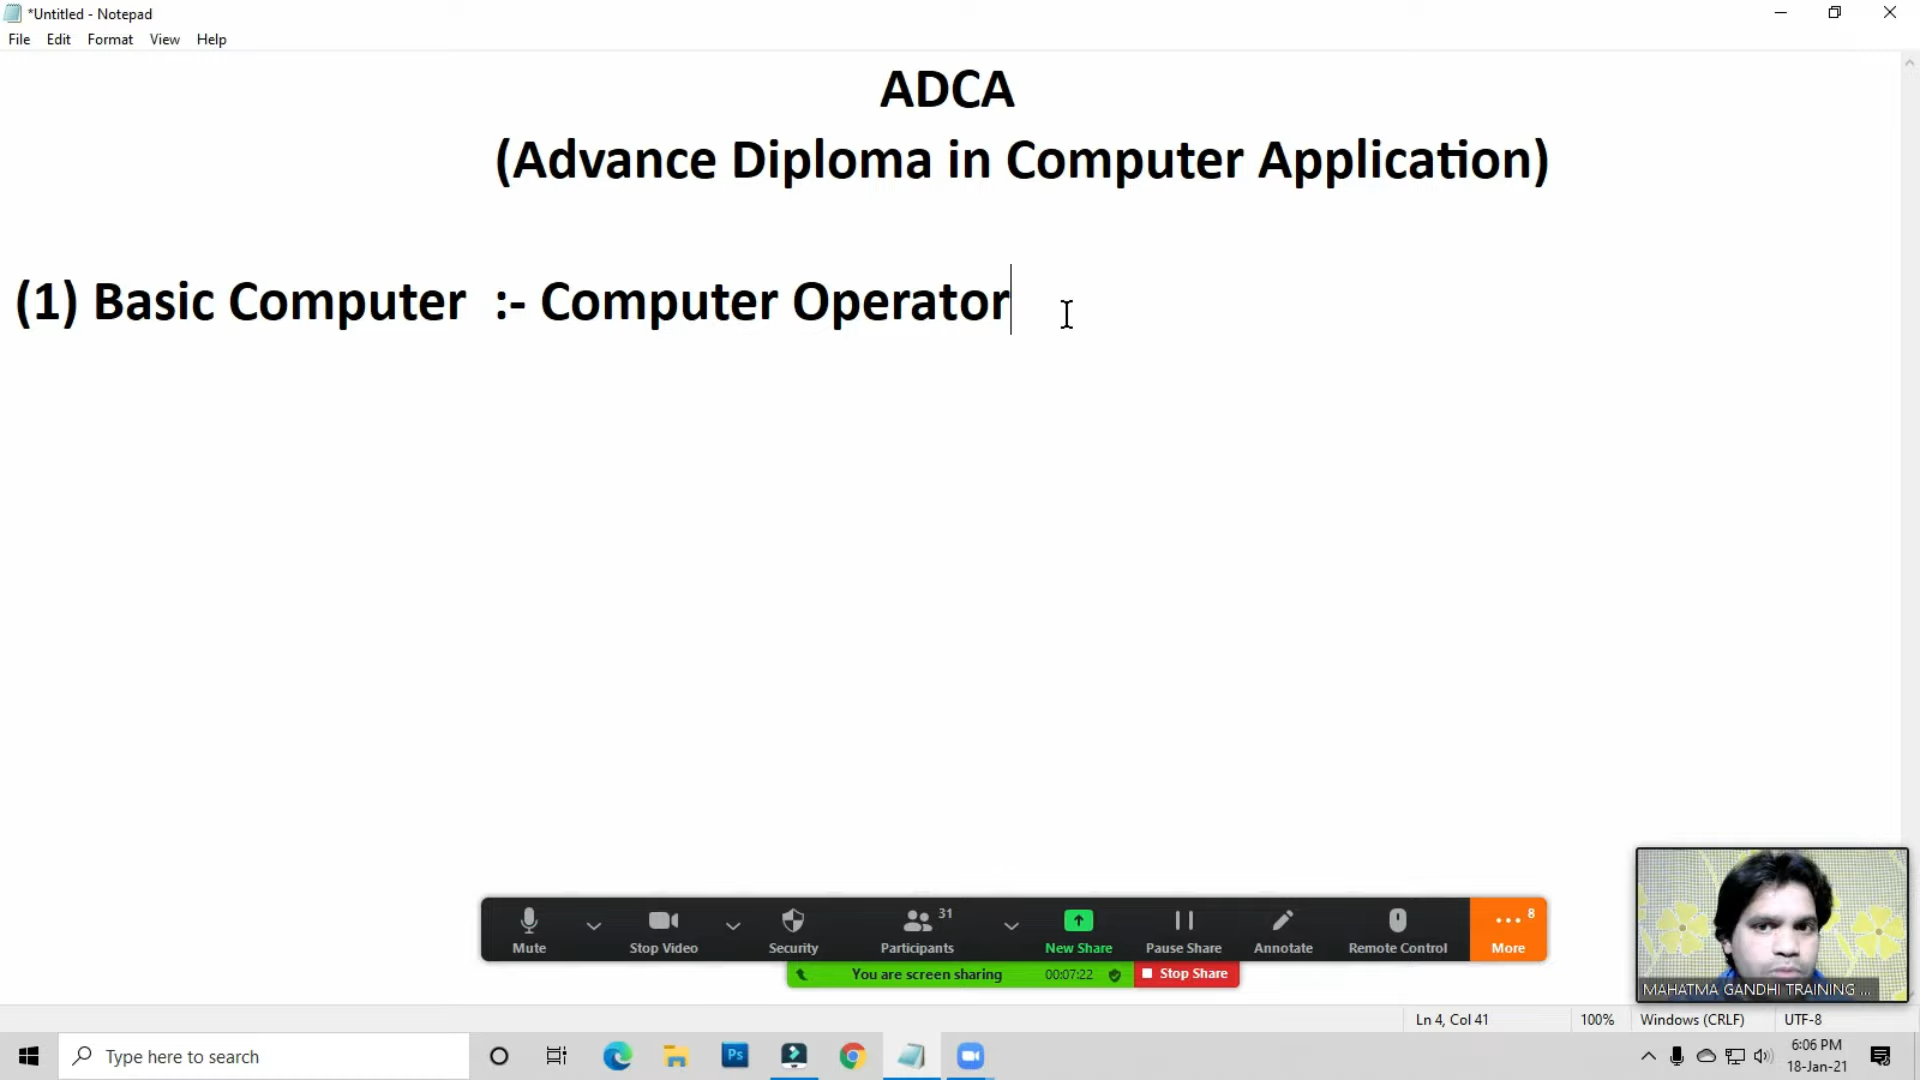 *Untitled - Notepad
File Edit Format View Help
ADCA
(Advance Diploma in Computer Application)
(1) Basic Computer :- Computer Operator
Mute
Stop Video
Security
Participants 31
New Share
Pause Share
Annotate
Remote Control
More 8
You are screen sharing 00:07:22 Stop Share
MAHATMA GANDHI TRAINING ...
Ln 4, Col 41 100% Windows (CRLF) UTF-8
Type here to search
Ps
6:06 PM
18-Jan-21